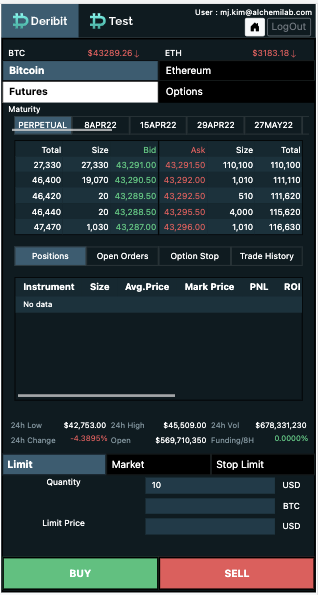 Deribit Test User : mj.kim@alchemilab.com
LogOut
BTC $43289.26↓ ETH $3183.18↓
Bitcoin Ethereum
Futures Options
Maturity
PERPETUAL 8APR22 15APR22 29APR22 27MAY22
Total Size Bid Ask Size Total
27,330 27,330 43,291.00 43,291.50 110,100 110,100
46,400 19,070 43,290.50 43,292.00 1,010 111,110
46,420 20 43,289.50 43,292.50 510 111,620
46,440 20 43,288.50 43,295.50 4,000 115,620
47,470 1,030 43,287.00 43,296.00 1,010 116,630
Positions Open Orders Option Stop Trade History
Instrument Size Avg.Price Mark Price PNL ROI
No data
24h Low $42,753.00 24h High $45,509.00 24h Vol $678,331,230
24h Change -4.3895% Open $569,710,350 Funding/8H 0.0000%
Limit Market Stop Limit
Quantity 10 USD
BTC
Limit Price USD
BUY SELL